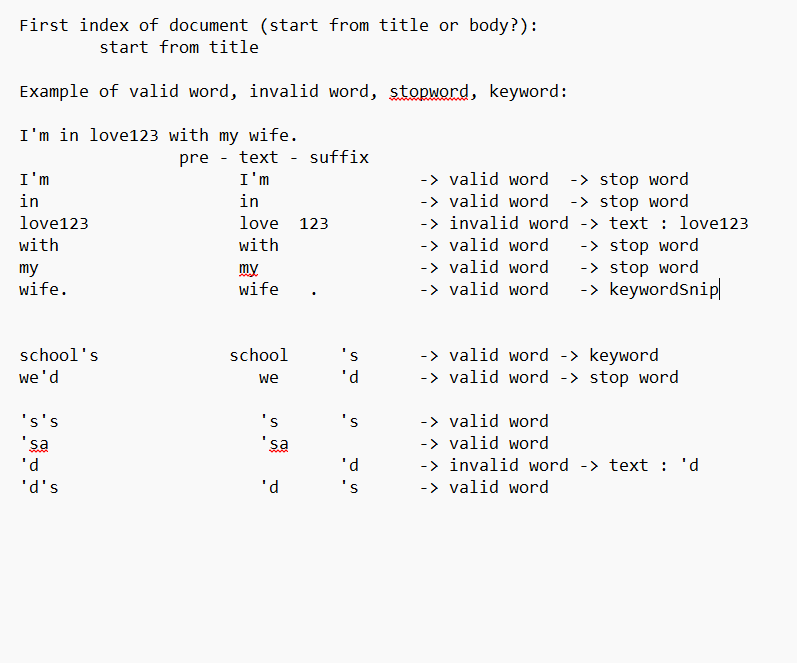 First index of document (start from title or body?):
start from title
Example of valid word, invalid word, stopword, keyword:
I'm in love123 with my wife.
pre - text - suffix
I'm I'm -> valid word -> stop word
in in -> valid word -> stop word
love123 love 123 -> invalid word -> text : love123
with with -> valid word -> stop word
my my -> valid word -> stop word
wife. wife . -> valid word -> keywordSnip
school's school 's -> valid word -> keyword
we'd we 'd -> valid word -> stop word
's's 's 's -> valid word
'sa 'sa -> valid word
'd 'd -> invalid word -> text : 'd
'd's 'd 's -> valid word